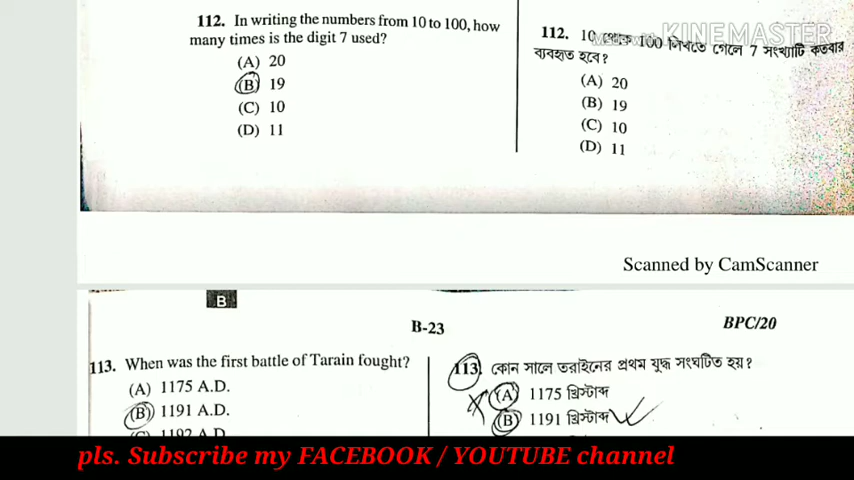 112. In writing the numbers from 10 to 100, how
many times is the digit 7 used?
(A) 20
(B) 19
(C) 10
(D) 11
112. 10 থেকে 100 লিখতে গেলে 7 সংখ্যাটি কতবার
ব্যবহৃত হবে?
(A) 20
(B) 19
(C) 10
(D) 11
KINEMASTER
Scanned by CamScanner
B
B-23
BPC/20
113. When was the first battle of Tarain fought?
(A) 1175 A.D.
(B) 1191 A.D.
(C) 1192 A.D.
113. কোন সালে তরাইনের প্রথম যুদ্ধ সংঘটিত হয়?
(A) 1175 খ্রিস্টাব্দ
(B) 1191 খ্রিস্টাব্দ
pls. Subscribe my FACEBOOK / YOUTUBE channel